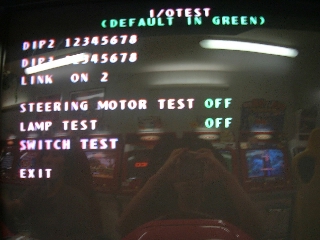 I/OTEST
(DEFAULT IN GREEN)
DIP2 12345678
DIP1 12345678
LINK ON 2
STEERING MOTOR TEST OFF
LAMP TEST OFF
SWITCH TEST
EXIT